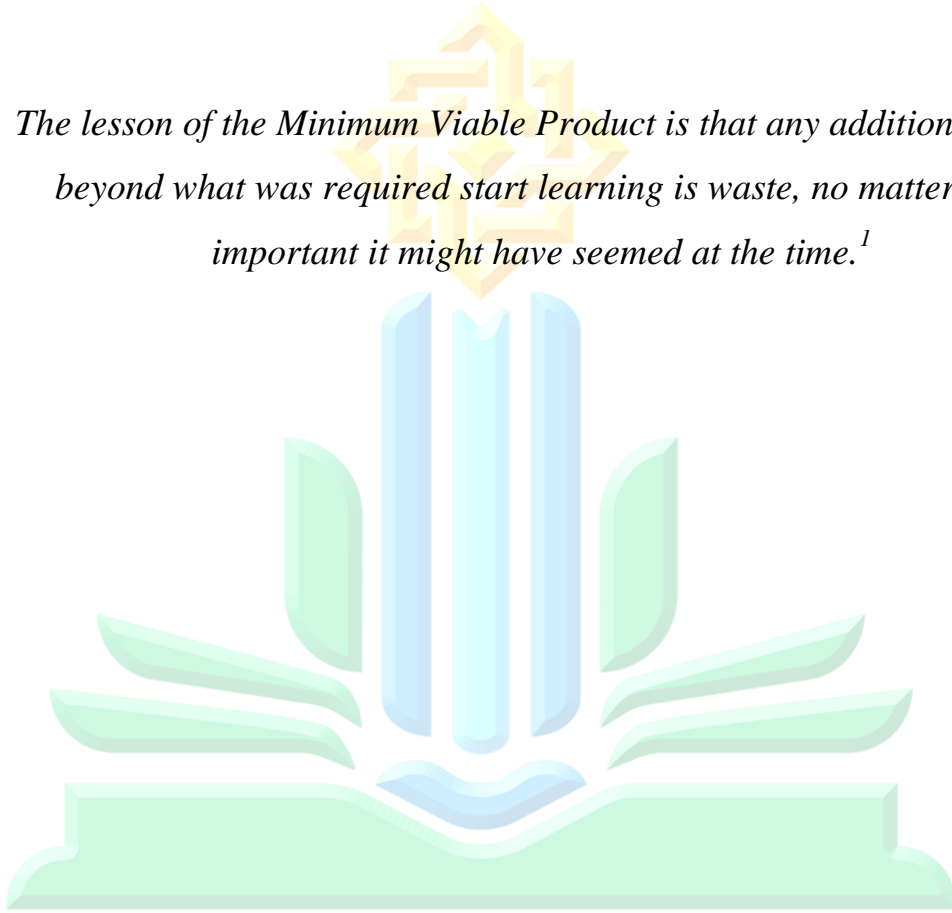 The lesson of the Minimum Viable Product is that any addition
beyond what was required start learning is waste, no matter
important it might have seemed at the time.1